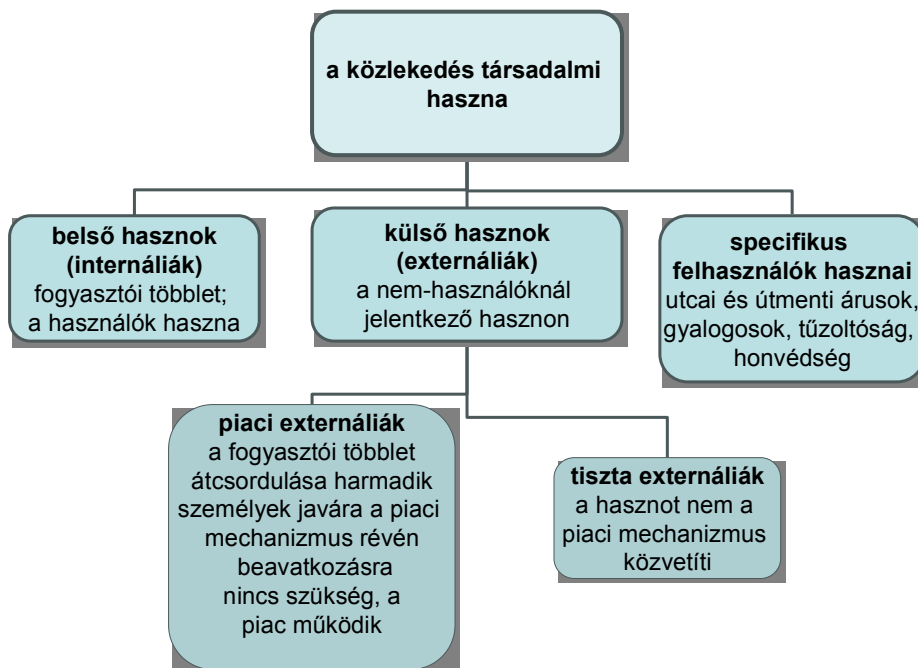 a közlekedés társadalmi
haszna
belső hasznok
(internáliák)
fogyasztói többlet;
a használók haszna
külső hasznok
(externáliák)
a nem-használóknál
jelentkező hasznon
specifikus
felhasználók hasznai
utcai és útmenti árusok,
gyalogosok, tűzoltóság,
honvédség
piaci externáliák
a fogyasztói többlet
átcsordulása harmadik
személyek javára a piaci
mechanizmus révén
beavatkozásra
nincs szükség, a
piac működik
tiszta externáliák
a hasznot nem a
piaci mechanizmus
közvetíti